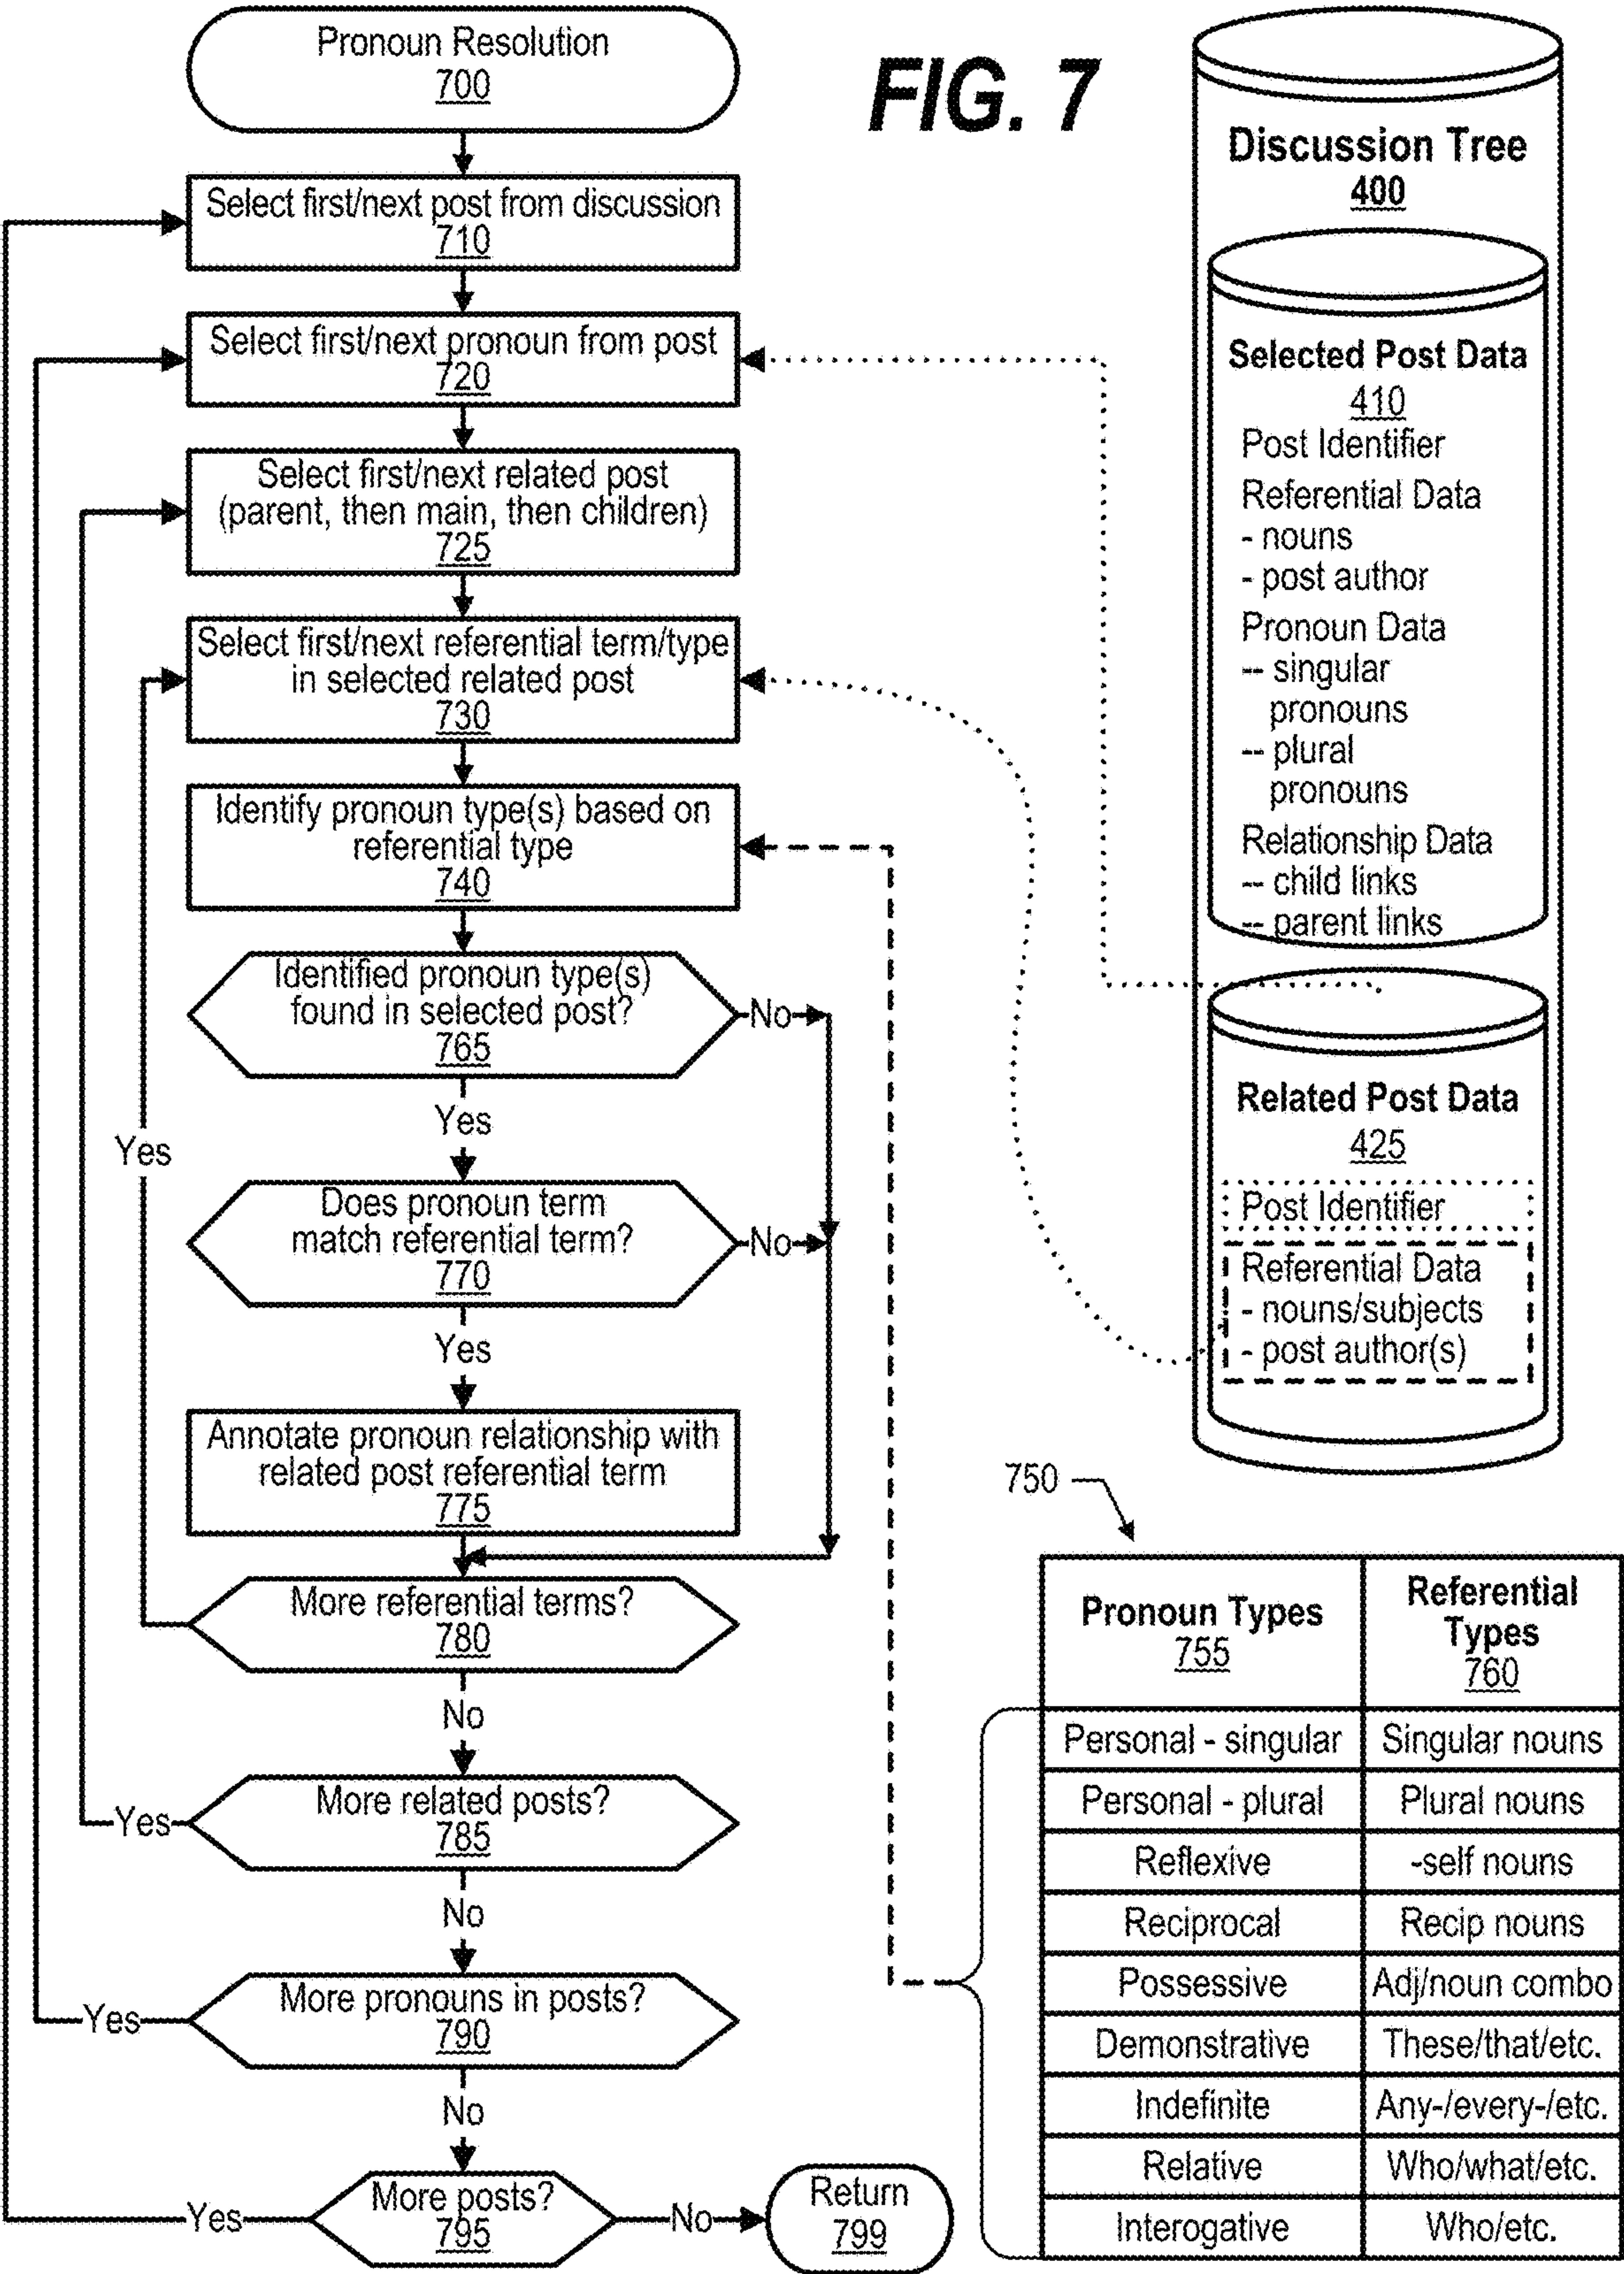 Pronoun Resolution
700
FIG. 7
Select first/next post from discussion
710
Select first/next pronoun from post
720
Select first/next related post
(parent, then main, then children)
725
Select first/next referential term/type
in selected related post
730
Identify pronoun type(s) based on
referential type
740
Identified pronoun type(s)
found in selected post?
765
No
Yes
Does pronoun term
match referential term?
770
No
Yes
Annotate pronoun relationship with
related post referential term
775
More referential terms?
780
Yes
No
More related posts?
785
Yes
No
More pronouns in posts?
790
Yes
No
More posts?
795
Yes
No
Return
799
Discussion Tree
400
Selected Post Data
410
Post Identifier
Referential Data
- nouns
- post author
Pronoun Data
-- singular
pronouns
-- plural
pronouns
Relationship Data
-- child links
-- parent links
Related Post Data
425
Post Identifier
Referential Data
- nouns/subjects
- post author(s)
750
Pronoun Types
755
Referential
Types
760
Personal - singular
Singular nouns
Personal - plural
Plural nouns
Reflexive
-self nouns
Reciprocal
Recip nouns
Possessive
Adj/noun combo
Demonstrative
These/that/etc.
Indefinite
Any-/every-/etc.
Relative
Who/what/etc.
Interogative
Who/etc.